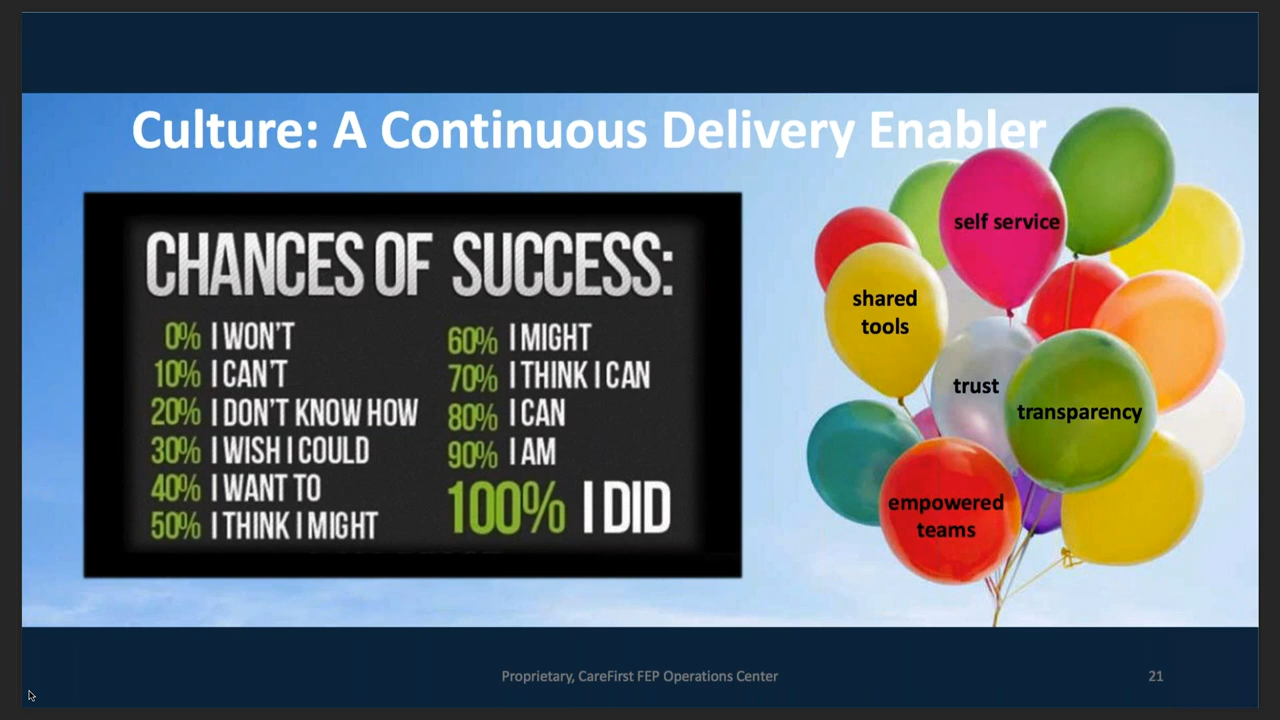 Culture: A Continuous Delivery Enabler
CHANCES OF SUCCESS:
0% I WON'T
10% I CAN'T
20% I DON'T KNOW HOW
30% I WISH I COULD
40% I WANT TO
50% I THINK I MIGHT
60% I MIGHT
70% I THINK I CAN
80% I CAN
90% I AM
100% I DID
self service
shared
tools
trust
transparency
empowered
teams
Proprietary, CareFirst FEP Operations Center
21